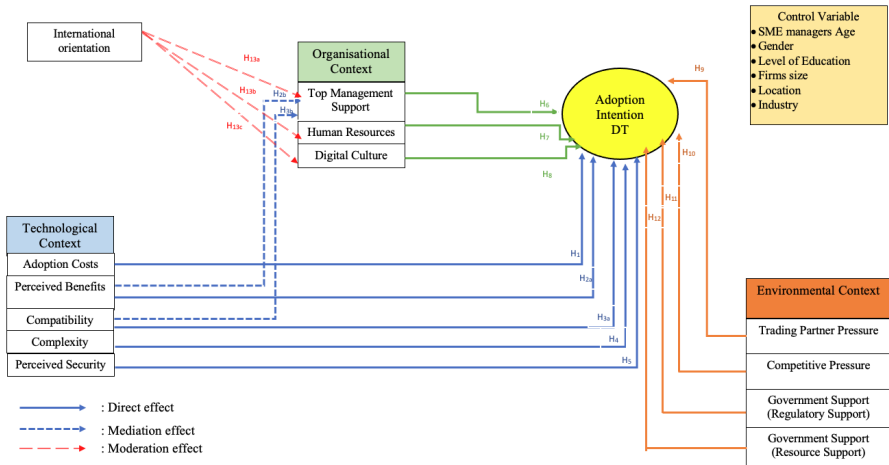 International
orientation
Organisational
Context
Top Management
Support
Human Resources
Digital Culture
H13a
H13b
H13c
H2b
H3b
Adoption
Intention
DT
H6
H7
H8
H9
H10
H11
H12
Control Variable
SME managers Age
Gender
Level of Education
Firms size
Location
Industry
Technological
Context
Adoption Costs
Perceived Benefits
Compatibility
Complexity
Perceived Security
H1
H2a
H3a
H4
H5
Environmental Context
Trading Partner Pressure
Competitive Pressure
Government Support
(Regulatory Support)
Government Support
(Resource Support)
: Direct effect
: Mediation effect
: Moderation effect